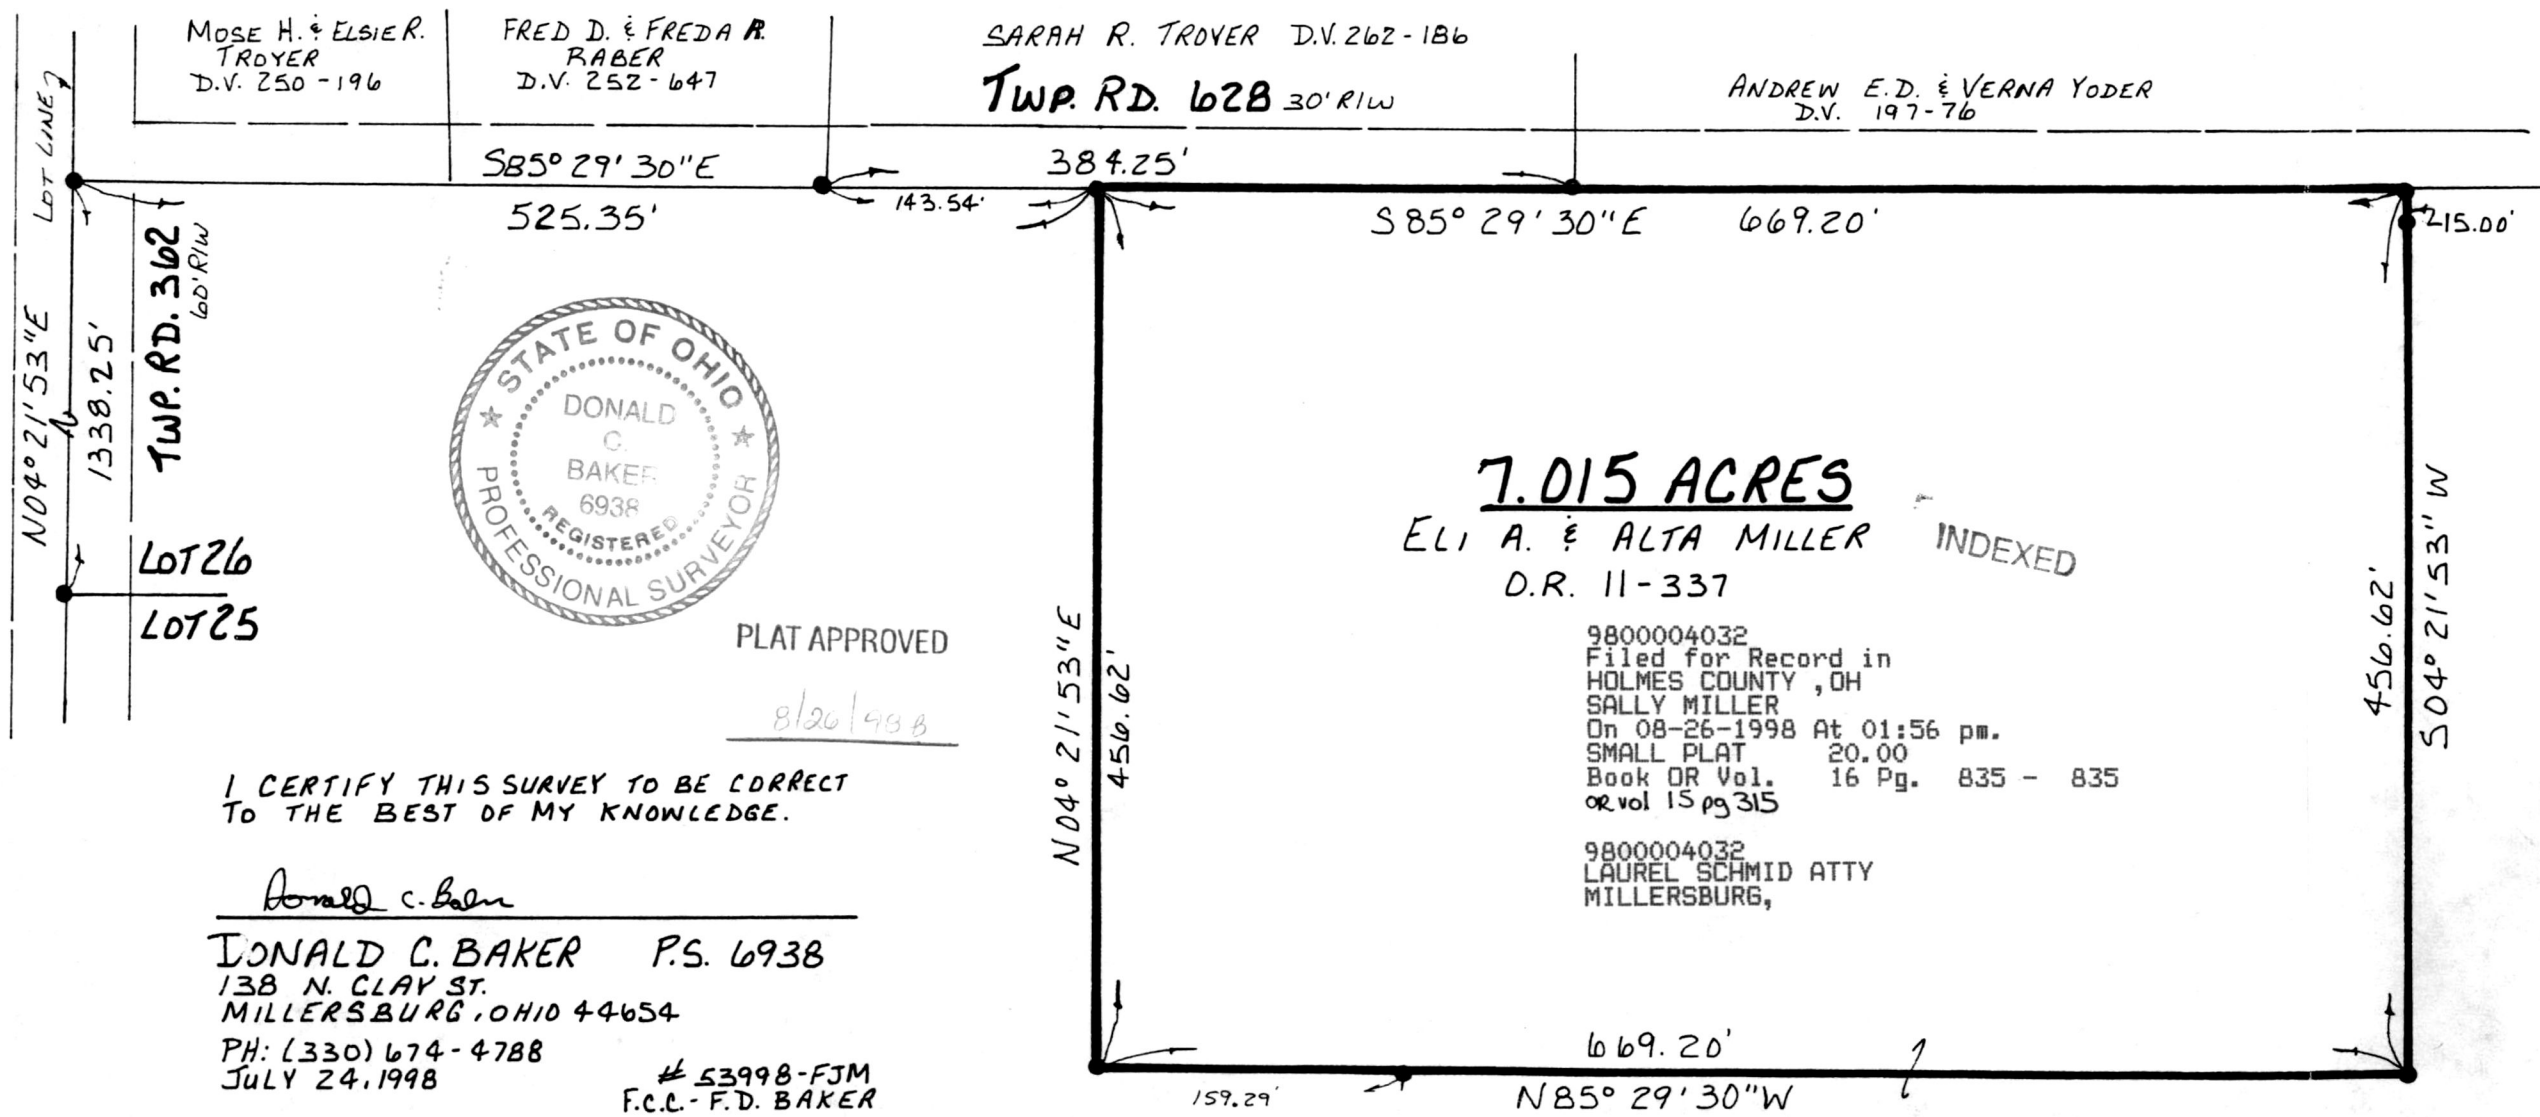 MOSE H. & ELSIE R.
TROYER
D.V. 250-196
FRED D. & FREDA R.
RABER
D.V. 252-647
SARAH R. TROYER D.V. 262-186
TWP. RD. 628 30' R/W
ANDREW E.D. & VERNA YODER
D.V. 197-76
LOT LINE
S85° 29' 30"E
525.35'
384.25'
143.54'
S 85° 29' 30"E 669.20'
15.00'
N04° 21' 53"E
1338.25'
TWP. RD. 362
60' R/W
LOT 26
LOT 25
STATE OF OHIO
DONALD
C.
BAKER
6938
REGISTERED
PROFESSIONAL SURVEYOR
PLAT APPROVED
7.015 ACRES
ELI A. & ALTA MILLER
O.R. 11-337
INDEXED
9800004032
Filed for Record in
HOLMES COUNTY ,OH
SALLY MILLER
On 08-26-1998 At 01:56 pm.
SMALL PLAT 20.00
Book OR Vol. 16 Pg. 835 - 835
OR vol 15 pg 315
9800004032
LAUREL SCHMID ATTY
MILLERSBURG,
N04° 21' 53"E
456.62'
456.62'
S04° 21' 53" W
I CERTIFY THIS SURVEY TO BE CORRECT
TO THE BEST OF MY KNOWLEDGE.
Donald C. Baker
DONALD C. BAKER P.S. 6938
138 N. CLAY ST.
MILLERSBURG, OHIO 44654
PH: (330) 674-4788
JULY 24, 1998
# 53998-FJM
F.C.C. - F.D. BAKER
669.20'
159.29'
N85° 29' 30"W